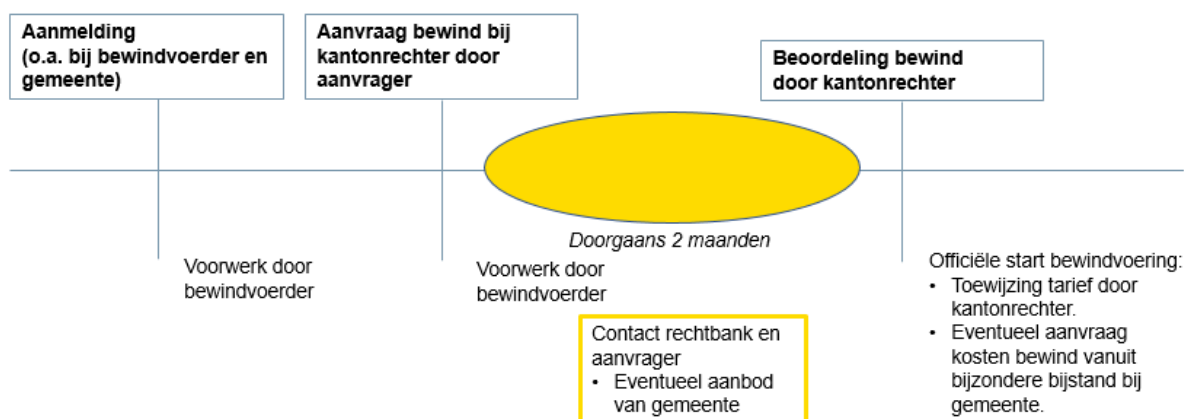 Aanmelding
(o.a. bij bewindvoerder en
gemeente)
Aanvraag bewind bij
kantonrechter door
aanvrager
Beoordeling bewind
door kantonrechter
Doorgaans 2 maanden
Voorwerk door
bewindvoerder
Voorwerk door
bewindvoerder
Contact rechtbank en
aanvrager
• Eventueel aanbod
van gemeente
Officiële start bewindvoering:
• Toewijzing tarief door
kantonrechter.
• Eventueel aanvraag
kosten bewind vanuit
bijzondere bijstand bij
gemeente.